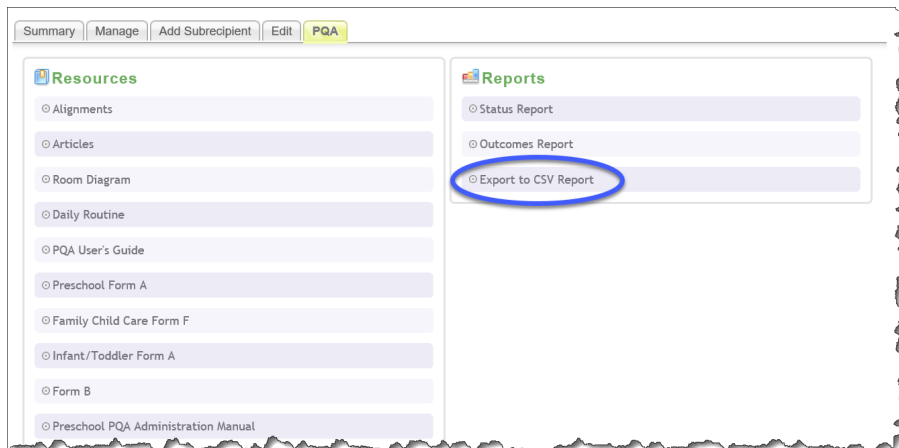 Summary Manage Add Subrecipient Edit PQA
Resources
Alignments
Articles
Room Diagram
Daily Routine
PQA User's Guide
Preschool Form A
Family Child Care Form F
Infant/Toddler Form A
Form B
Preschool PQA Administration Manual
Reports
Status Report
Outcomes Report
Export to CSV Report